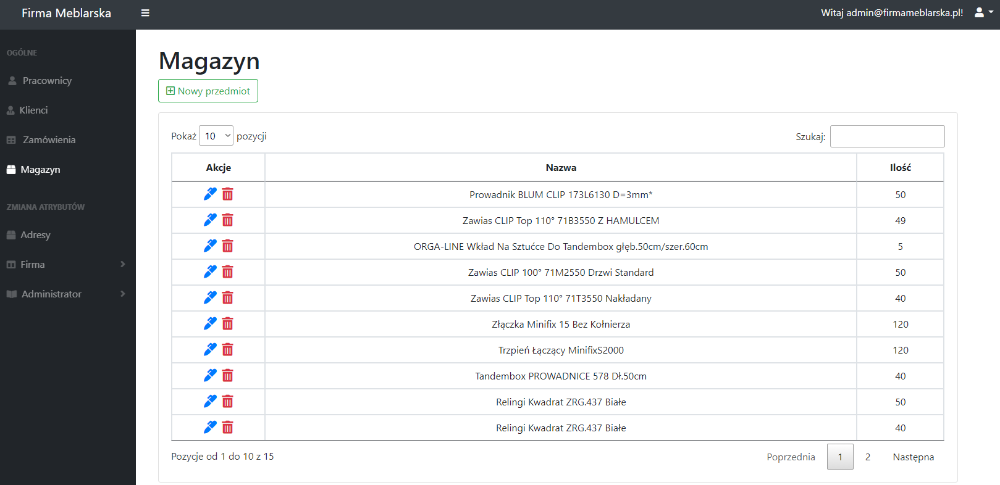 Firma Meblarska
Witaj admin@firmameblarska.pl!
OGÓLNE
Pracownicy
Klienci
Zamówienia
Magazyn
ZMIANA ATRYBUTÓW
Adresy
Firma
Administrator
Magazyn
Nowy przedmiot
Pokaż 10 pozycji
Szukaj:
Akcje Nazwa Ilość
Prowadnik BLUM CLIP 173L6130 D=3mm* 50
Zawias CLIP Top 110° 71B3550 Z HAMULCEM 49
ORGA-LINE Wkład Na Sztućce Do Tandembox głęb.50cm/szer.60cm 5
Zawias CLIP 100° 71M2550 Drzwi Standard 50
Zawias CLIP Top 110° 71T3550 Nakładany 40
Złączka Minifix 15 Bez Kołnierza 120
Trzpień Łączący MinifixS2000 120
Tandembox PROWADNICE 578 Dł.50cm 40
Relingi Kwadrat ZRG.437 Białe 50
Relingi Kwadrat ZRG.437 Białe 40
Pozycje od 1 do 10 z 15
Poprzednia 1 2 Następna